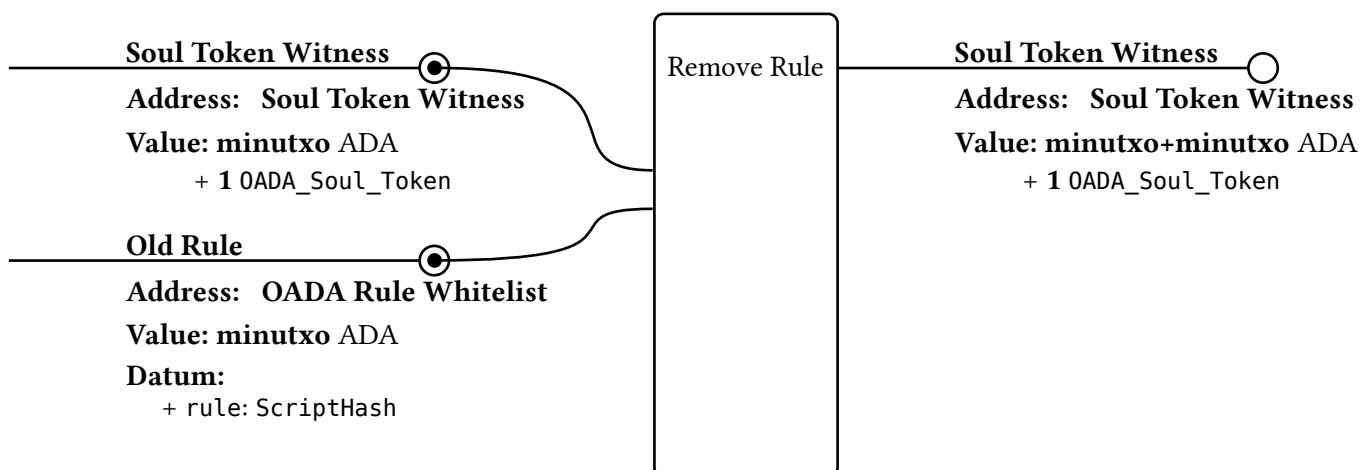 Soul Token Witness
Address: Soul Token Witness
Value: minutxo ADA
+ 1 OADA_Soul_Token
Old Rule
Address: OADA Rule Whitelist
Value: minutxo ADA
Datum:
+ rule: ScriptHash
Remove Rule
Soul Token Witness
Address: Soul Token Witness
Value: minutxo+minutxo ADA
+ 1 OADA_Soul_Token